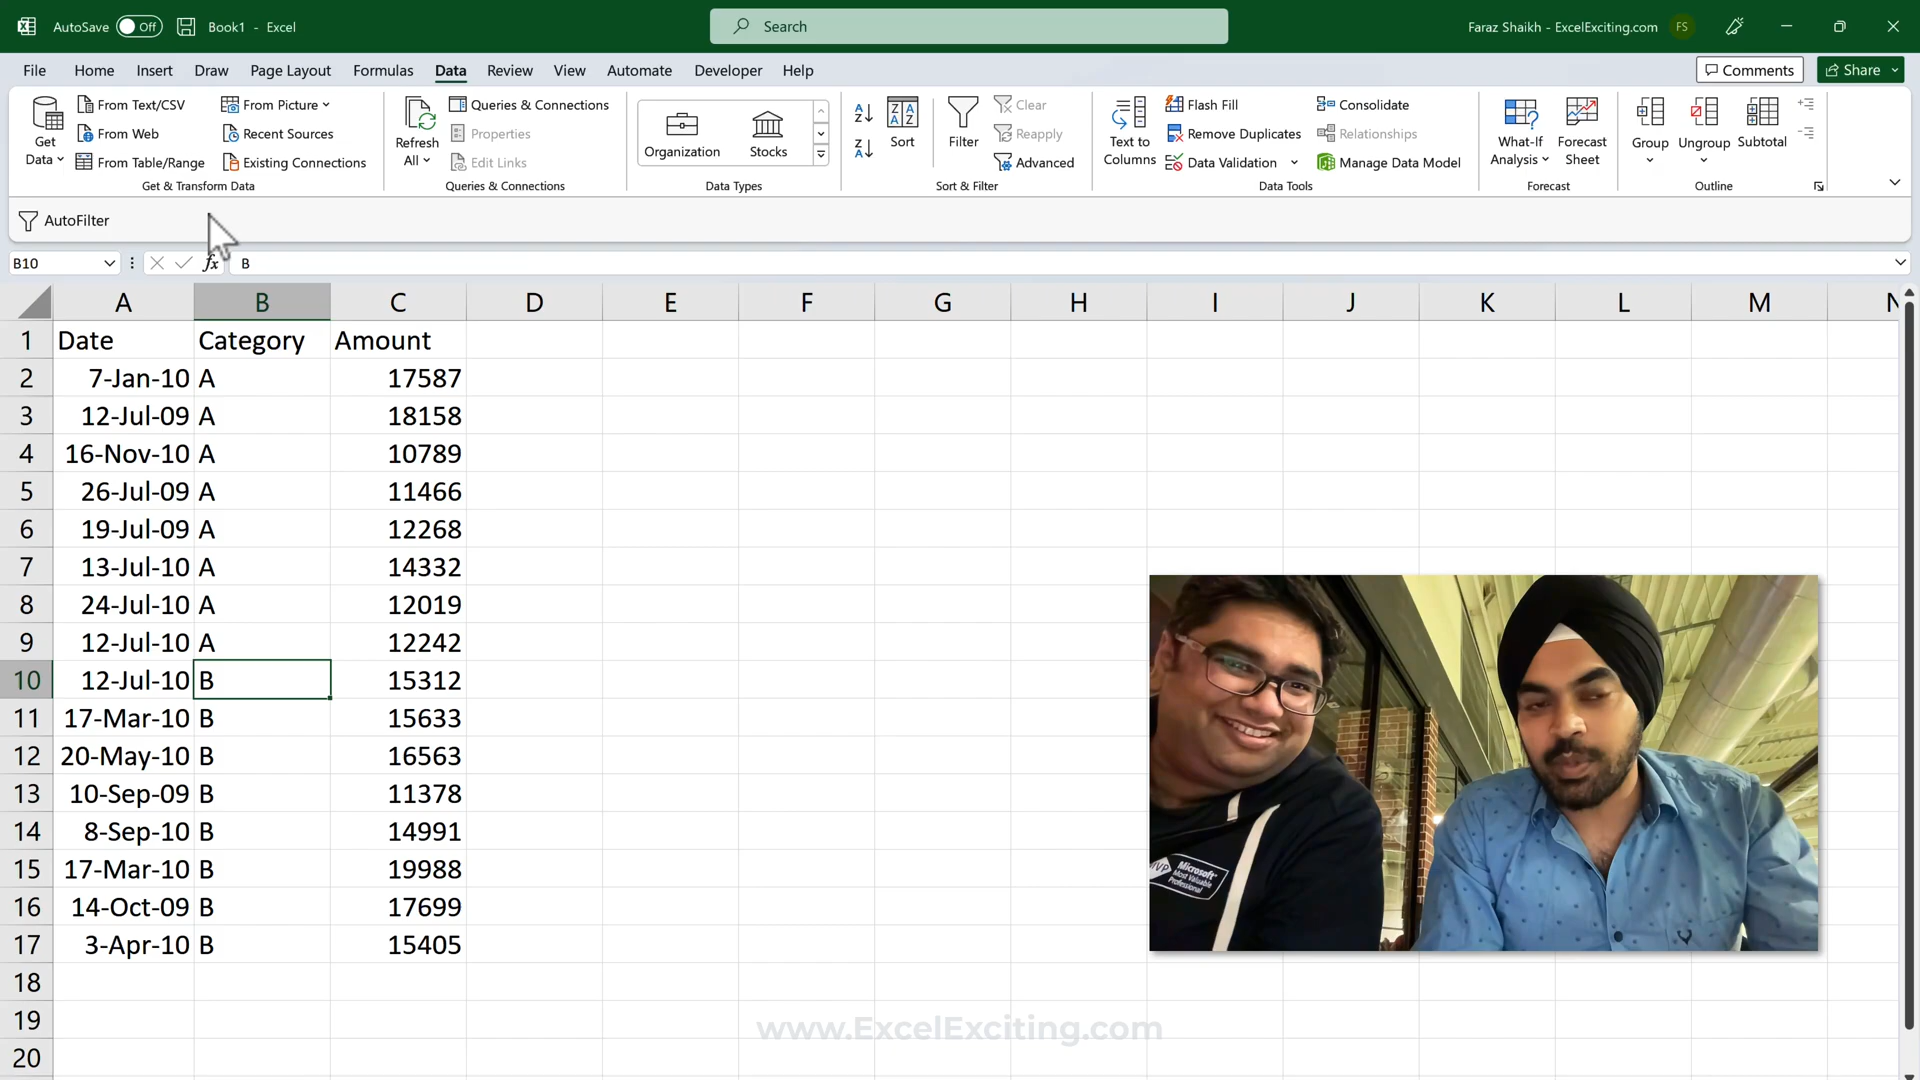 AutoSave Off Book1 - Excel Search Faraz Shaikh - ExcelExciting.com FS
File Home Insert Draw Page Layout Formulas Data Review View Automate Developer Help Comments Share
Get Data
From Text/CSV
From Web
From Table/Range
From Picture
Recent Sources
Existing Connections
Get & Transform Data
Refresh All
Queries & Connections
Properties
Edit Links
Queries & Connections
Organization Stocks
Data Types
Sort
Filter
Clear
Reapply
Advanced
Sort & Filter
Text to Columns
Flash Fill
Remove Duplicates
Data Validation
Consolidate
Relationships
Manage Data Model
Data Tools
What-If Analysis
Forecast Sheet
Forecast
Group Ungroup Subtotal
Outline
AutoFilter
B10 fx B
A B C D E F G H I J K L M N
1 Date Category Amount
2 7-Jan-10 A 17587
3 12-Jul-09 A 18158
4 16-Nov-10 A 10789
5 26-Jul-09 A 11466
6 19-Jul-09 A 12268
7 13-Jul-10 A 14332
8 24-Jul-10 A 12019
9 12-Jul-10 A 12242
10 12-Jul-10 B 15312
11 17-Mar-10 B 15633
12 20-May-10 B 16563
13 10-Sep-09 B 11378
14 8-Sep-10 B 14991
15 17-Mar-10 B 19988
16 14-Oct-09 B 17699
17 3-Apr-10 B 15405
18
19
20
MVP Microsoft
Most Valuable
Professional
www.ExcelExciting.com